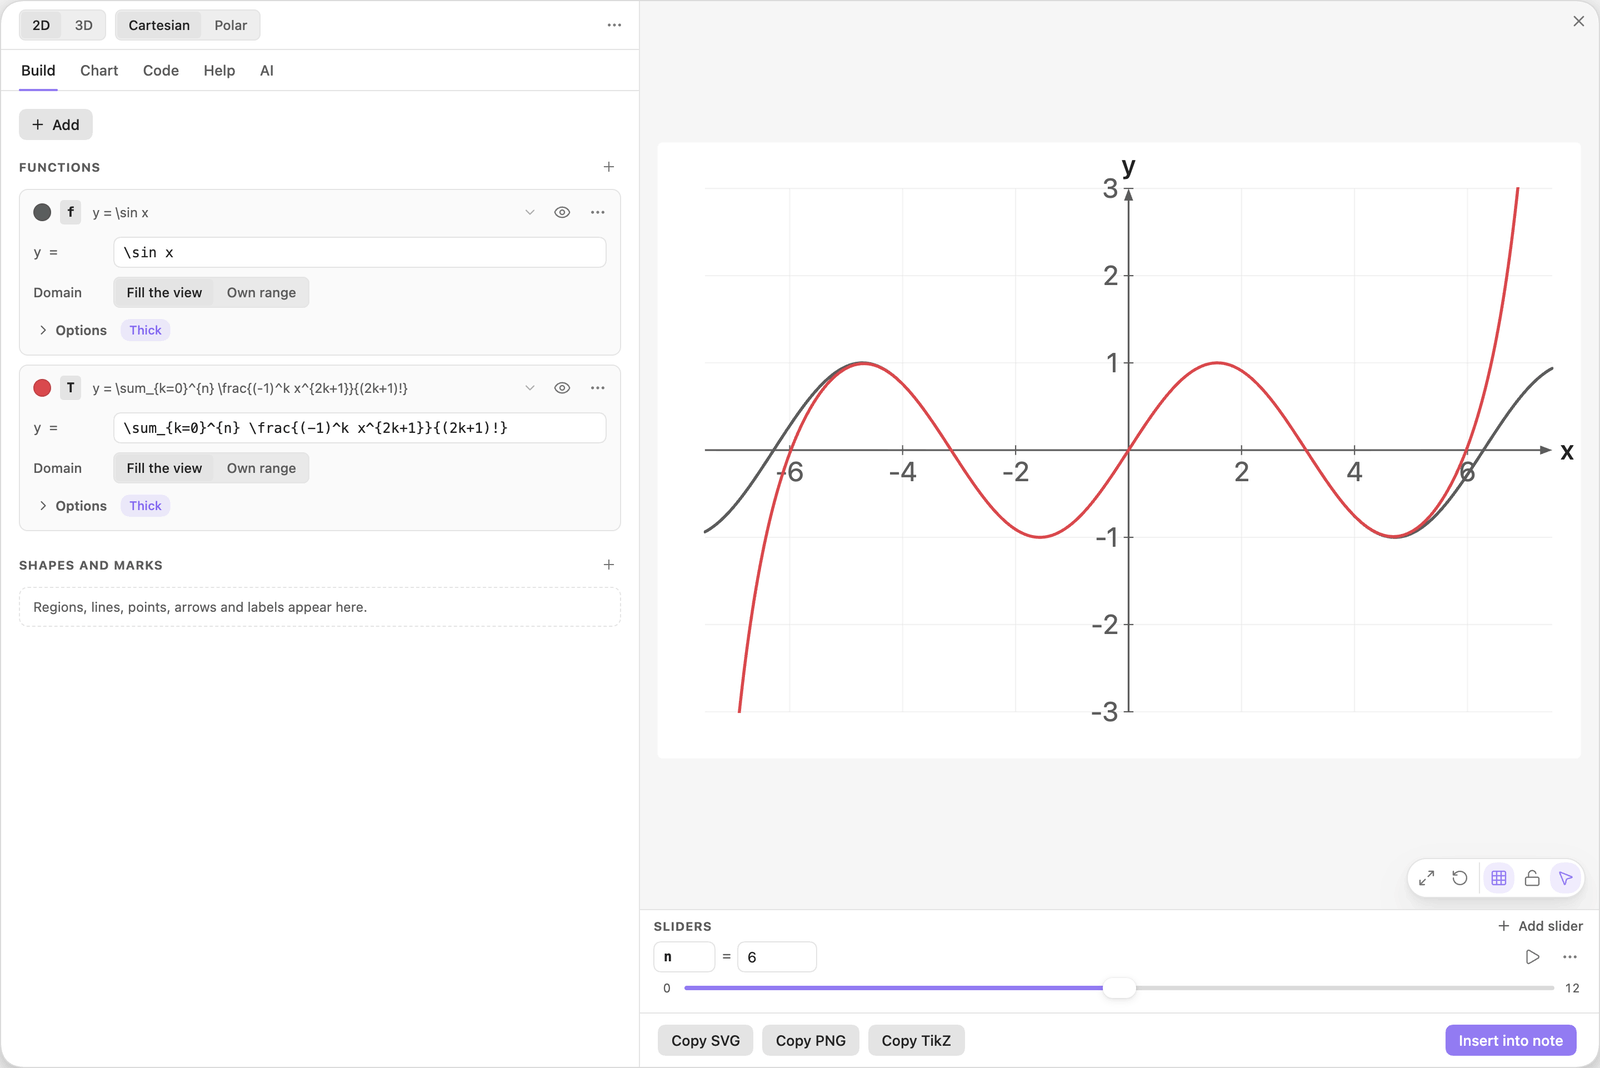 2D 3D Cartesian Polar
Build Chart Code Help AI
+ Add
FUNCTIONS
f y = \sin x
y = \sin x
Domain Fill the view Own range
Options Thick
T y = \sum_{k=0}^{n} \frac{(-1)^k x^{2k+1}}{(2k+1)!}
y = \sum_{k=0}^{n} \frac{(-1)^k x^{2k+1}}{(2k+1)!}
Domain Fill the view Own range
Options Thick
SHAPES AND MARKS
Regions, lines, points, arrows and labels appear here.
y
3
2
1
-6 -4 -2 2 4 6 x
-1
-2
-3
SLIDERS + Add slider
n = 6
0 12
Copy SVG Copy PNG Copy TikZ Insert into note